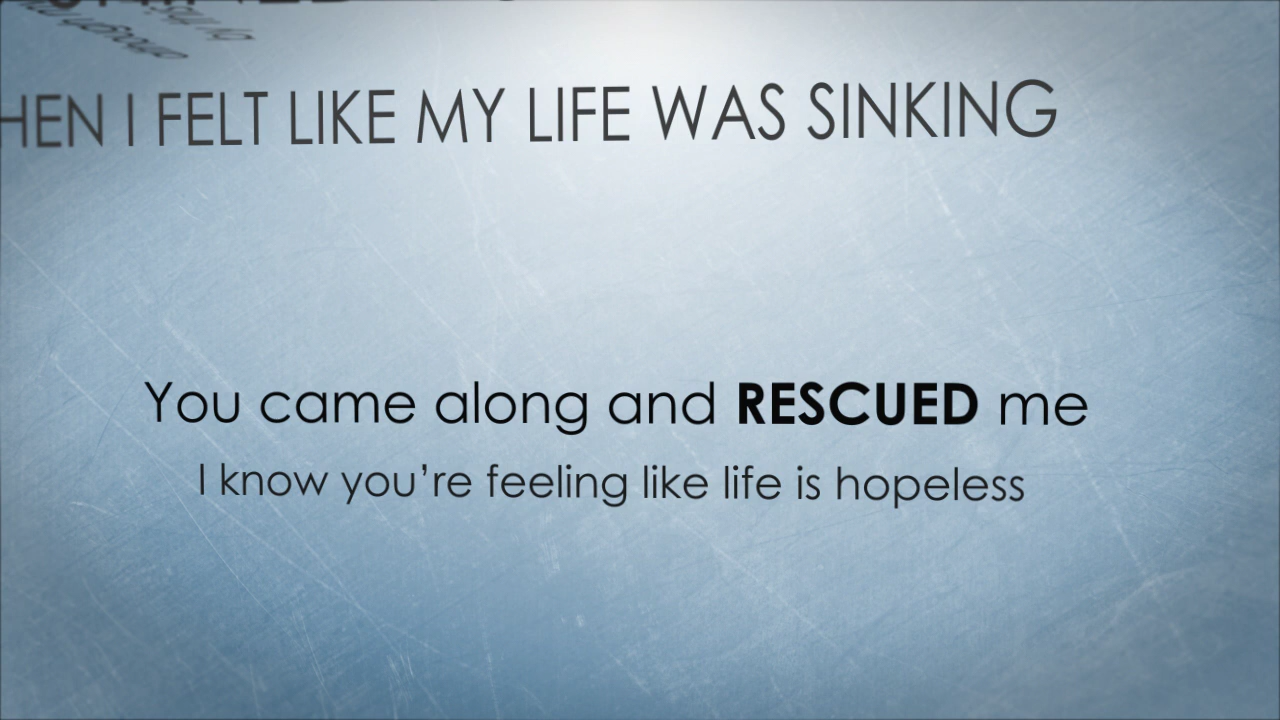 HEN I FELT LIKE MY LIFE WAS SINKING
You came along and RESCUED me
I know you’re feeling like life is hopeless